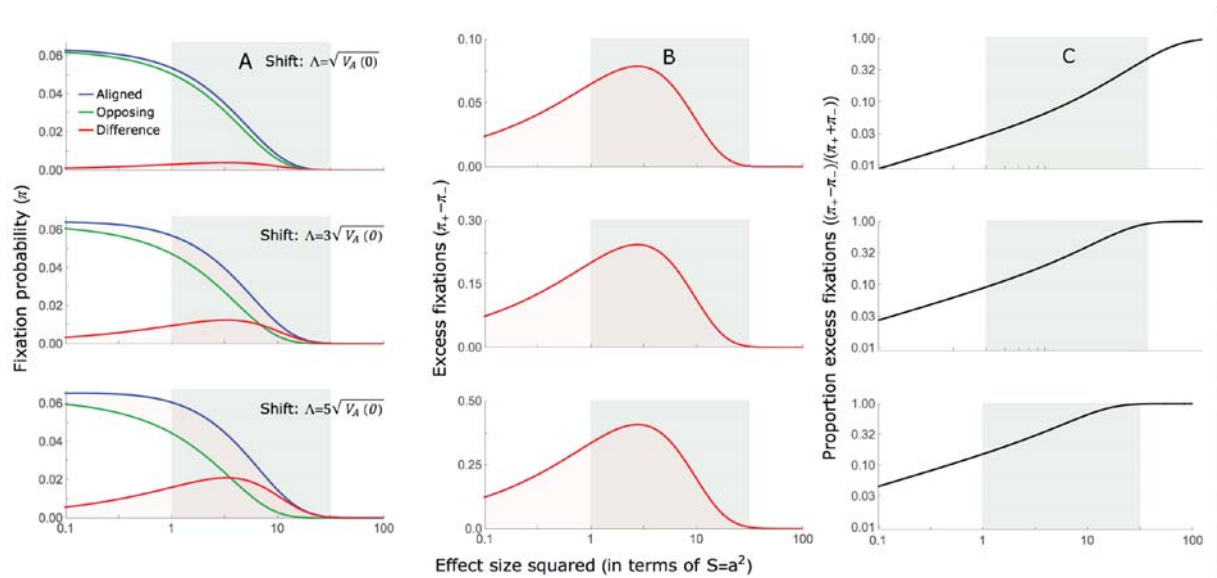 A
Shift: Λ=√V_A(0)
Aligned
Opposing
Difference
0.06
0.04
0.02
0.00
Shift: Λ=3√V_A(0)
0.06
0.04
0.02
0.00
Shift: Λ=5√V_A(0)
0.06
0.04
0.02
0.00
0.1 1 10 100
Fixation probability (π)
B
0.10
0.05
0.00
0.30
0.15
0.00
0.50
0.25
0.00
0.1 1 10 100
Excess fixations (π₊−π₋)
Effect size squared (in terms of S=a²)
C
1.00
0.32
0.10
0.03
0.01
1.00
0.32
0.10
0.03
0.01
1.00
0.32
0.10
0.03
0.01
0.1 1 10 100
Proportion excess fixations ((π₊−π₋)/(π₊+π₋))